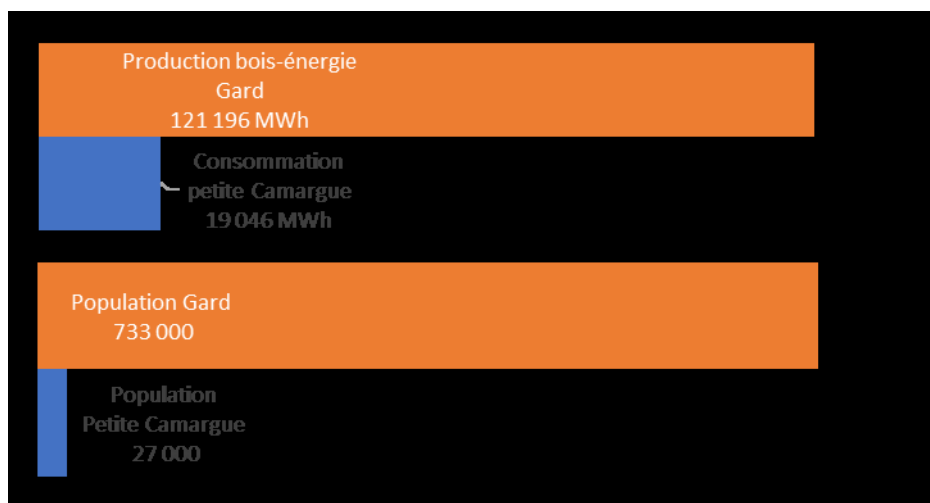 Production bois-énergie
Gard
121 196 MWh
Consommation
petite Camargue
19 046 MWh
Population Gard
733 000
Population
Petite Camargue
27 000